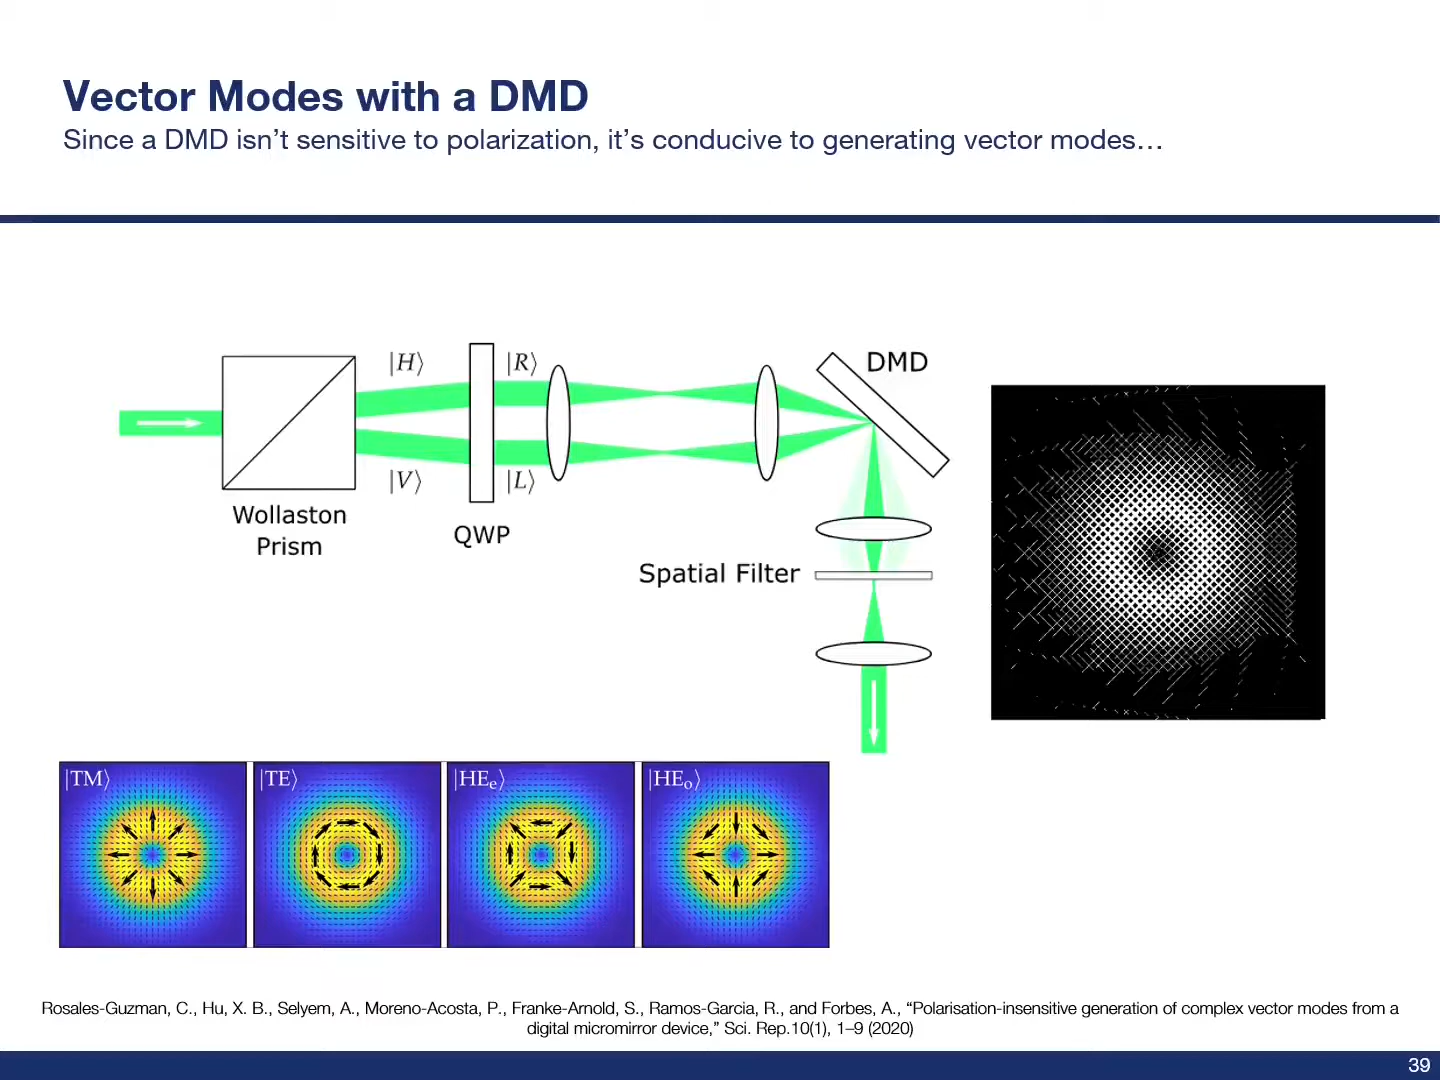 Vector Modes with a DMD
Since a DMD isn’t sensitive to polarization, it’s conducive to generating vector modes…
|H⟩
|R⟩
DMD
|V⟩
|L⟩
Wollaston
Prism
QWP
Spatial Filter
|TM⟩
|TE⟩
|HEₑ⟩
|HEₒ⟩
Rosales-Guzman, C., Hu, X. B., Selyem, A., Moreno-Acosta, P., Franke-Arnold, S., Ramos-Garcia, R., and Forbes, A., “Polarisation-insensitive generation of complex vector modes from a
digital micromirror device,” Sci. Rep.10(1), 1–9 (2020)
39